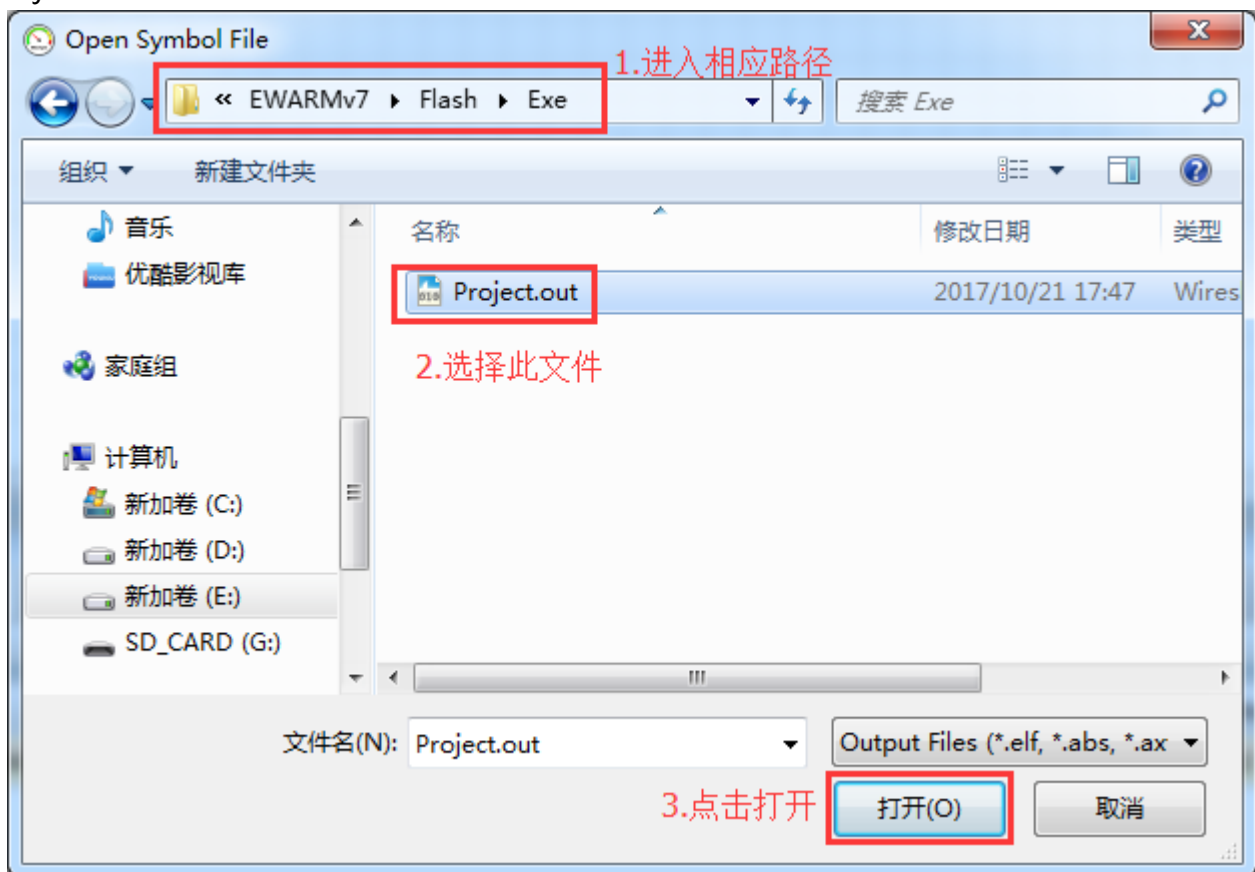 Open Symbol File
1.进入相应路径
« EWARMv7 ▸ Flash ▸ Exe
搜索 Exe
组织 新建文件夹
音乐
优酷影视库
家庭组
计算机
新加卷 (C:)
新加卷 (D:)
新加卷 (E:)
SD_CARD (G:)
名称 修改日期 类型
Project.out 2017/10/21 17:47 Wires
2.选择此文件
文件名(N): Project.out Output Files (*.elf, *.abs, *.ax
3.点击打开 打开(O) 取消